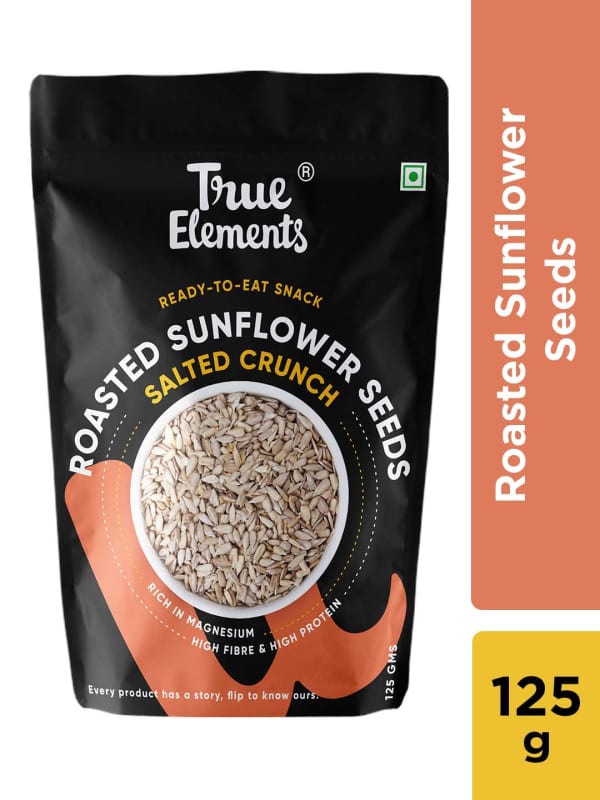 True ®
Elements
READY-TO-EAT SNACK
ROASTED SUNFLOWER SEEDS
SALTED CRUNCH
RICH IN MAGNESIUM
HIGH FIBRE & HIGH PROTEIN
Every product has a story, flip to know ours.
125 GMS
Roasted Sunflower
Seeds
125
g